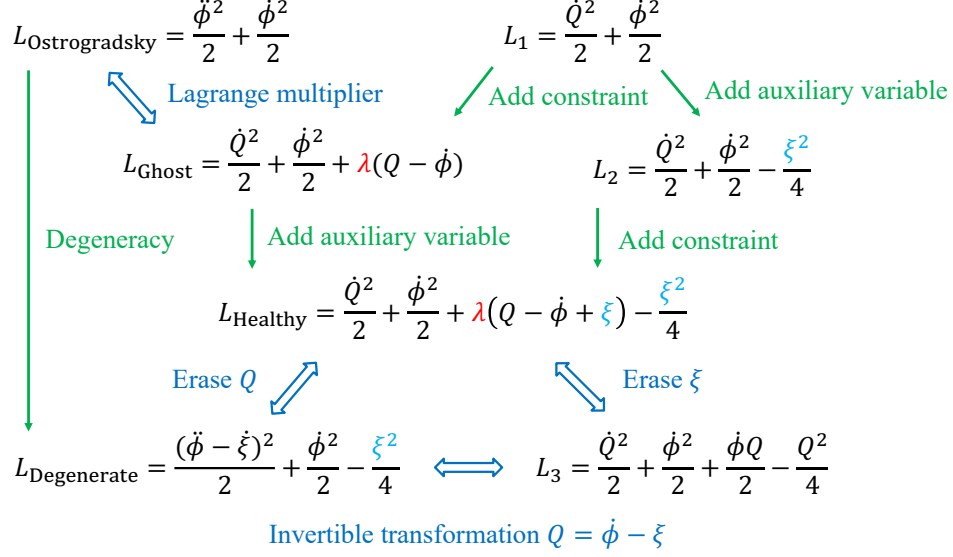 L_Ostrogradsky = ϕ̈²/2 + ϕ̇²/2
L₁ = Q̇²/2 + ϕ̇²/2
Lagrange multiplier
Add constraint
Add auxiliary variable
L_Ghost = Q̇²/2 + ϕ̇²/2 + λ(Q − ϕ̇)
L₂ = Q̇²/2 + ϕ̇²/2 − ξ²/4
Degeneracy
Add auxiliary variable
Add constraint
L_Healthy = Q̇²/2 + ϕ̇²/2 + λ(Q − ϕ̇ + ξ) − ξ²/4
Erase Q
Erase ξ
L_Degenerate = (ϕ̈ − ξ̇)²/2 + ϕ̇²/2 − ξ²/4
L₃ = Q̇²/2 + ϕ̇²/2 + ϕ̇Q/2 − Q²/4
Invertible transformation Q = ϕ̇ − ξ